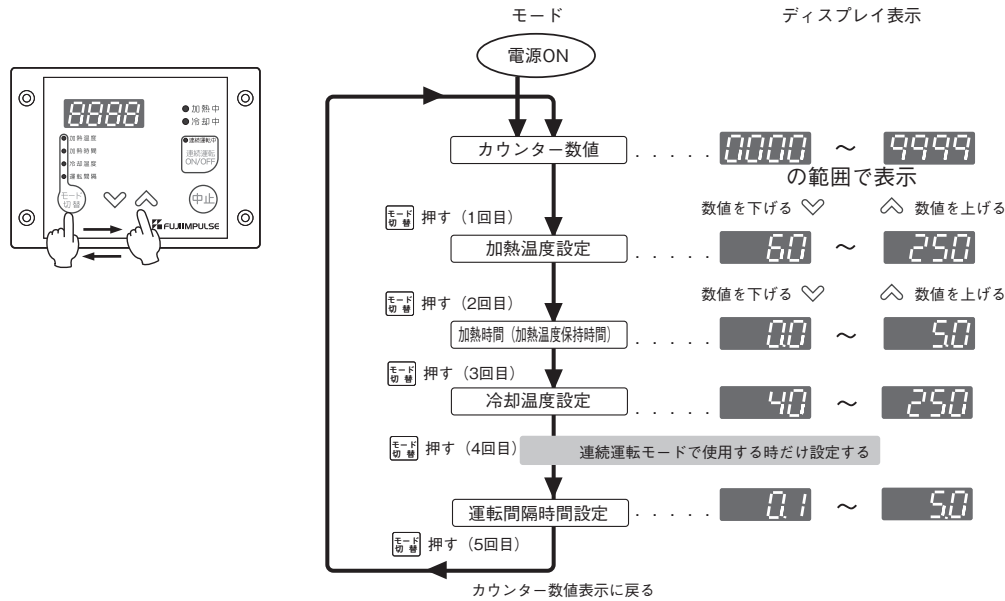 モード
ディスプレイ表示
電源ON
8888
加熱中
冷却中
加熱温度
加熱時間
冷却温度
運転間隔
連続運転中
連続運転
ON/OFF
モード
切替
中止
FUJIIMPULSE
カウンター数値 ..... 0000 ～ 9999
の範囲で表示
モード
切替 押す（1回目）
数値を下げる 数値を上げる
加熱温度設定 ..... 60 ～ 250
モード
切替 押す（2回目）
数値を下げる 数値を上げる
加熱時間（加熱温度保持時間） ..... 0.0 ～ 5.0
モード
切替 押す（3回目）
冷却温度設定 ..... 40 ～ 250
モード
切替 押す（4回目） 連続運転モードで使用する時だけ設定する
運転間隔時間設定 ..... 0.1 ～ 5.0
モード
切替 押す（5回目）
カウンター数値表示に戻る